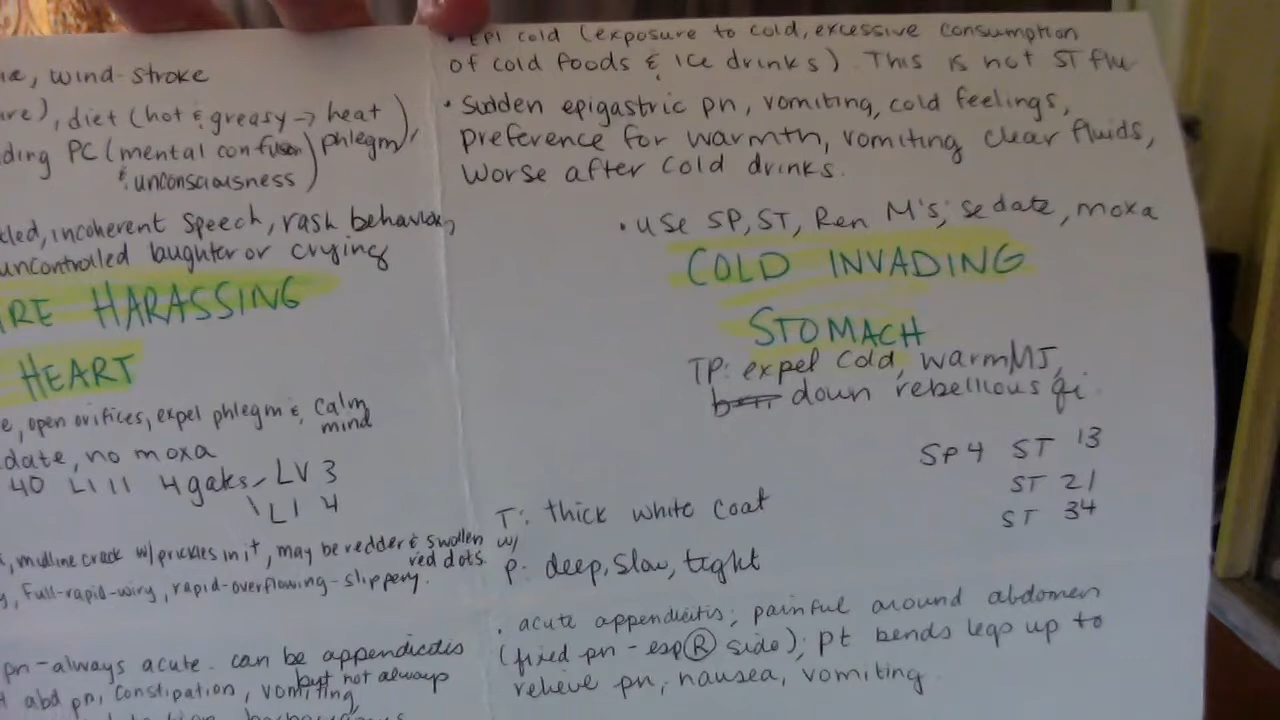 wind-stroke
diet (hot & greasy → heat
phlegm)
PC (mental confusion
& unconsciousness)
incoherent speech, rash behavior,
uncontrolled laughter or crying
HARASSING
HEART
open orifices, expel phlegm & calm
mind
no moxa
40 LI 11 4 gates LV 3
LI 4
midline crack w/prickles in it, may be redder & swollen
w/ red dots.
Full-rapid-wiry, rapid-overflowing-slippery.
pn-always acute. can be appendicitis
but not always
abd pn, constipation, vomiting,
• EPI cold (exposure to cold, excessive consumption
of cold foods & ice drinks). This is not ST flu
• Sudden epigastric pn, vomiting, cold feelings,
preference for warmth, vomiting clear fluids,
worse after cold drinks.
• use SP, ST, Ren M's; sedate, moxa
COLD INVADING
STOMACH
TP: expel cold, warm MJ,
down rebellious qi.
SP4 ST 13
ST 21
ST 34
T: thick white coat
P: deep, slow, tight
• acute appendicitis; painful around abdomen
(fixed pn - esp Ⓡ side); pt bends legs up to
relieve pn, nausea, vomiting